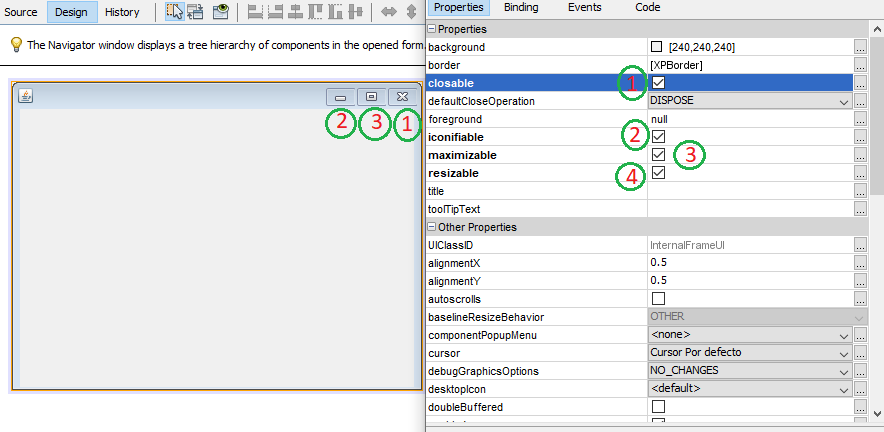 Source Design History
The Navigator window displays a tree hierarchy of components in the opened form.
2 3 1
Properties Binding Events Code
Properties
background [240,240,240]
border [XPBorder]
closable 1
defaultCloseOperation DISPOSE
foreground null
iconifiable 2
maximizable 3
resizable 4
title
toolTipText
Other Properties
UIClassID InternalFrameUI
alignmentX 0.5
alignmentY 0.5
autoscrolls
baselineResizeBehavior OTHER
componentPopupMenu <none>
cursor Cursor Por defecto
debugGraphicsOptions NO_CHANGES
desktopIcon <default>
doubleBuffered